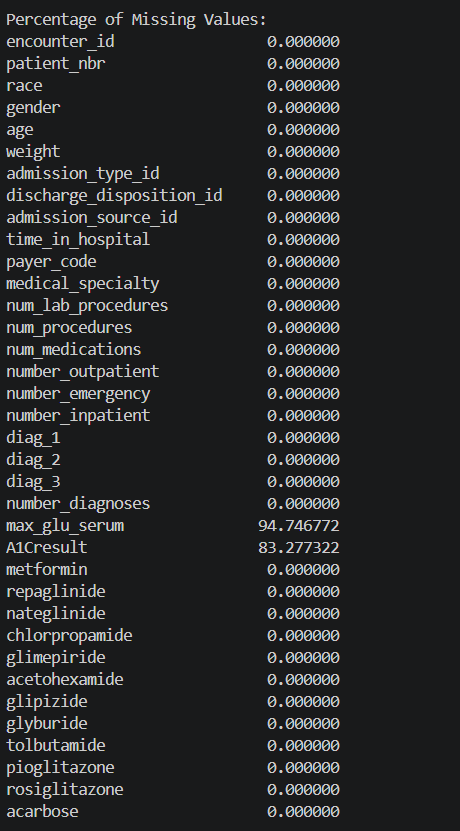 Percentage of Missing Values:
encounter_id 0.000000
patient_nbr 0.000000
race 0.000000
gender 0.000000
age 0.000000
weight 0.000000
admission_type_id 0.000000
discharge_disposition_id 0.000000
admission_source_id 0.000000
time_in_hospital 0.000000
payer_code 0.000000
medical_specialty 0.000000
num_lab_procedures 0.000000
num_procedures 0.000000
num_medications 0.000000
number_outpatient 0.000000
number_emergency 0.000000
number_inpatient 0.000000
diag_1 0.000000
diag_2 0.000000
diag_3 0.000000
number_diagnoses 0.000000
max_glu_serum 94.746772
A1Cresult 83.277322
metformin 0.000000
repaglinide 0.000000
nateglinide 0.000000
chlorpropamide 0.000000
glimepiride 0.000000
acetohexamide 0.000000
glipizide 0.000000
glyburide 0.000000
tolbutamide 0.000000
pioglitazone 0.000000
rosiglitazone 0.000000
acarbose 0.000000